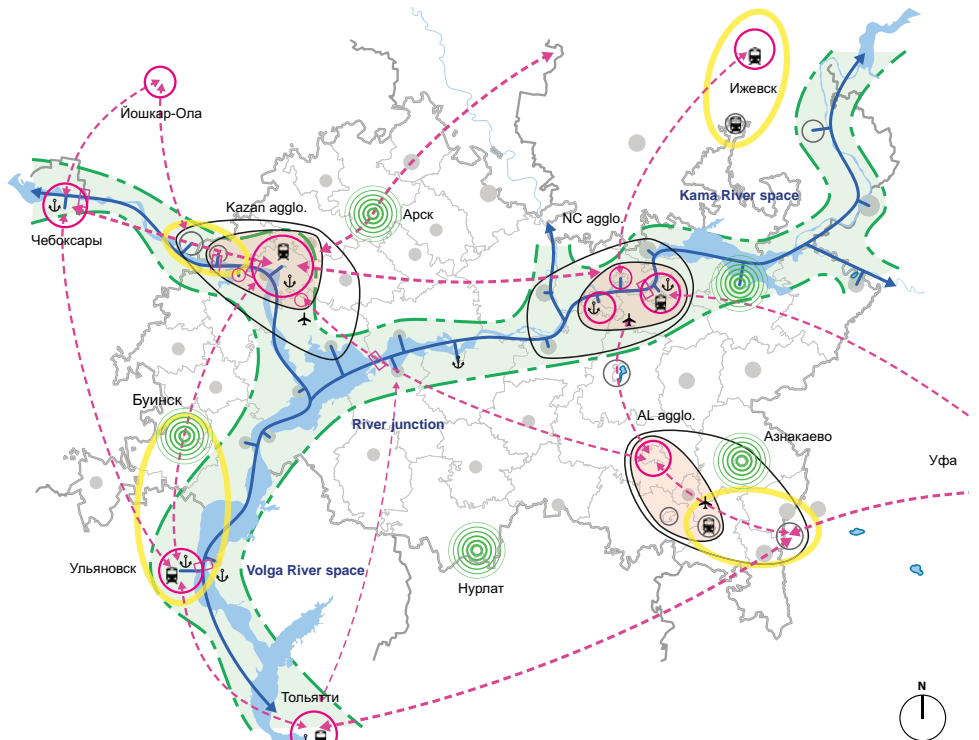 Йошкар-Ола
Ижевск
Kama River space
Kazan agglo.
Арск
NC agglo.
Чебоксары
Буинск
River junction
AL agglo.
Азнакаево
Уфа
Ульяновск
Volga River space
Нурлат
Тольятти
N